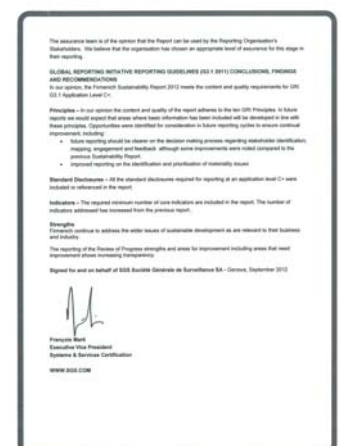 The assurance team is of the opinion that the Report can be used by the Reporting Organisation's
Stakeholders. We believe that the organisation has chosen an appropriate level of assurance for this stage in
their reporting.
GLOBAL REPORTING INITIATIVE REPORTING GUIDELINES (G3.1 2011) CONCLUSIONS, FINDINGS
AND RECOMMENDATIONS
In our opinion, the Firmenich Sustainability Report 2012 meets the content and quality requirements for GRI
G3.1 Application Level C+.
Principles – In our opinion the content and quality of the report adheres to the ten GRI Principles. In future
reports we would expect that areas where basic information has been included will be developed in line with
these principles. Opportunities were identified for consideration in future reporting cycles to ensure continual
improvement, including:
• future reporting should be clearer on the decision making process regarding stakeholder identification,
mapping, engagement and feedback although some improvements were noted compared to the
previous Sustainability Report.
• improved reporting on the identification and prioritisation of materiality issues
Standard Disclosures – All the standard disclosures required for reporting at an application level C+ were
included or referenced in the report
Indicators – The required minimum number of core indicators are included in the report. The number of
indicators addressed has increased from the previous report.
Strengths
Firmenich continue to address the wider issues of sustainable development as are relevant to their business
and industry
The reporting of the Review of Progress strengths and areas for improvement including areas that need
improvement shows increasing transparency.
Signed for and on behalf of SGS Société Générale de Surveillance SA - Geneva, September 2012
François Marti
Executive Vice President
Systems & Services Certification
WWW.SGS.COM